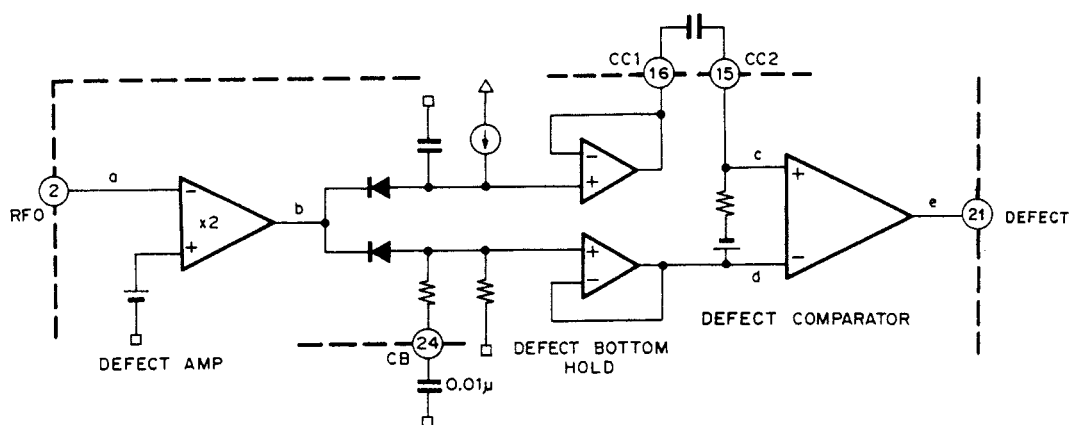 CC1
16
15
CC2
2
RFO
a
-
x2
+
b
-
+
c
+
e
21
DEFECT
+
-
d
-
DEFECT AMP
24
CB
0.01μ
DEFECT BOTTOM
HOLD
DEFECT COMPARATOR